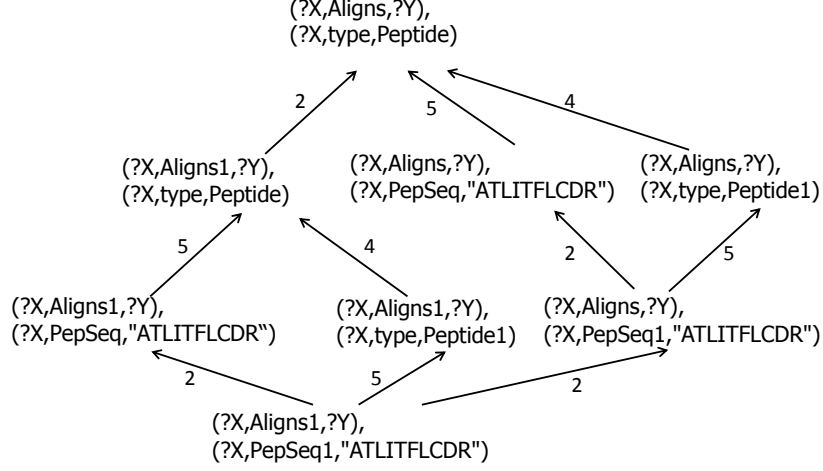 (?X,Aligns,?Y),
(?X,type,Peptide)
2
5
4
(?X,Aligns1,?Y),
(?X,type,Peptide)
(?X,Aligns,?Y),
(?X,PepSeq,"ATLITFLCDR")
(?X,Aligns,?Y),
(?X,type,Peptide1)
5
4
2
5
(?X,Aligns1,?Y),
(?X,PepSeq,"ATLITFLCDR“)
(?X,Aligns1,?Y),
(?X,type,Peptide1)
(?X,Aligns,?Y),
(?X,PepSeq1,"ATLITFLCDR")
2
5
2
(?X,Aligns1,?Y),
(?X,PepSeq1,"ATLITFLCDR")